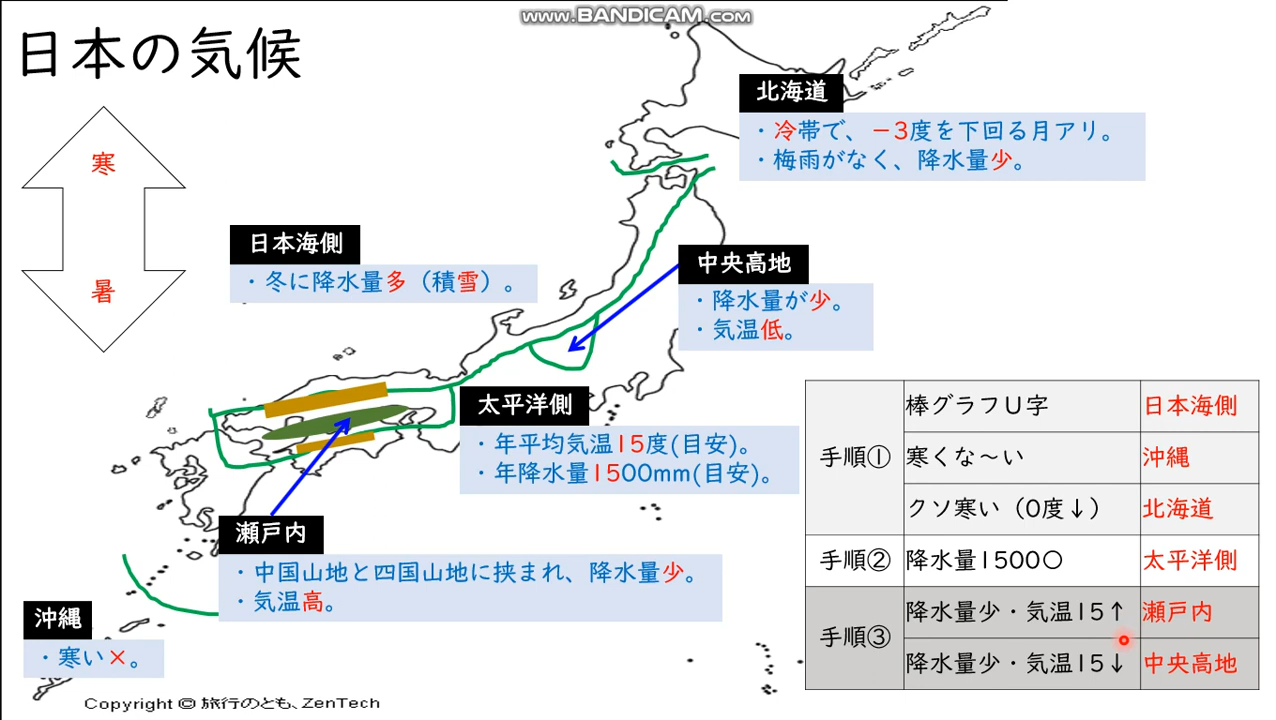 www.BANDICAM.com
日本の気候
寒
暑
北海道
・冷帯で、－3度を下回る月アリ。
・梅雨がなく、降水量少。
日本海側
・冬に降水量多（積雪）。
中央高地
・降水量が少。
・気温低。
太平洋側
・年平均気温15度(目安)。
・年降水量1500mm(目安)。
瀬戸内
・中国山地と四国山地に挟まれ、降水量少。
・気温高。
沖縄
・寒い×。
手順①
棒グラフU字 日本海側
寒くな～い 沖縄
クソ寒い（0度↓） 北海道
手順② 降水量1500〇 太平洋側
手順③
降水量少・気温15↑ 瀬戸内
降水量少・気温15↓ 中央高地
Copyright © 旅行のとも、ZenTech